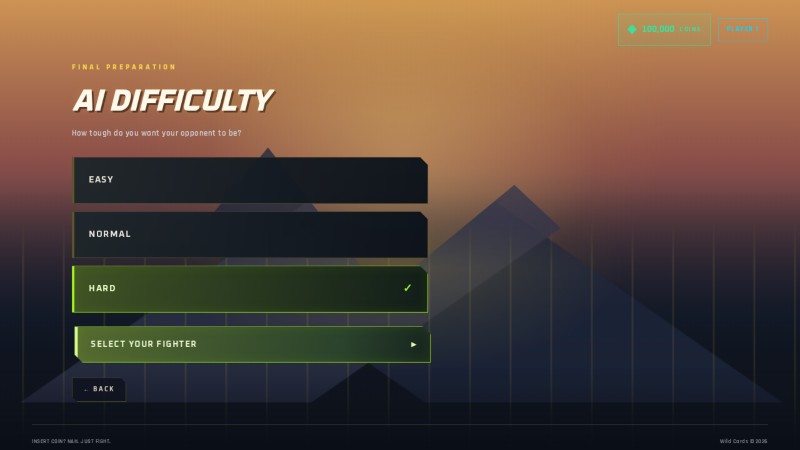 100,000 COINS
FINAL PREPARATION
AI DIFFICULTY
How tough do you want your opponent to be?
EASY
NORMAL
HARD ✓
SELECT YOUR FIGHTER ►
← BACK
INSERT COIN? NAH, JUST FIGHT.
Wild Cards © 2026